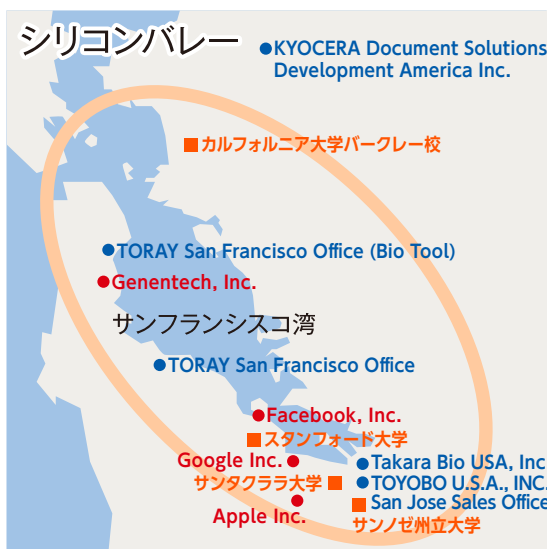 シリコンバレー
KYOCERA Document Solutions
Development America Inc.
カルフォルニア大学バークレー校
TORAY San Francisco Office (Bio Tool)
Genentech, Inc.
サンフランシスコ湾
TORAY San Francisco Office
Facebook, Inc.
スタンフォード大学
Google Inc.
Takara Bio USA, Inc
サンタクララ大学
TOYOBO U.S.A., INC.
San Jose Sales Office
Apple Inc.
サンノゼ州立大学